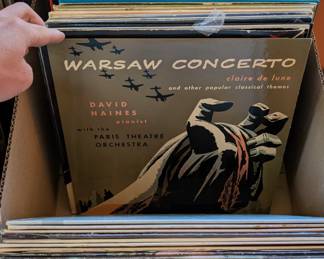 WARSAW CONCERTO
claire de lune
and other popular classical themes
DAVID
HAINES
pianist
with the
PARIS THEATRE
ORCHESTRA